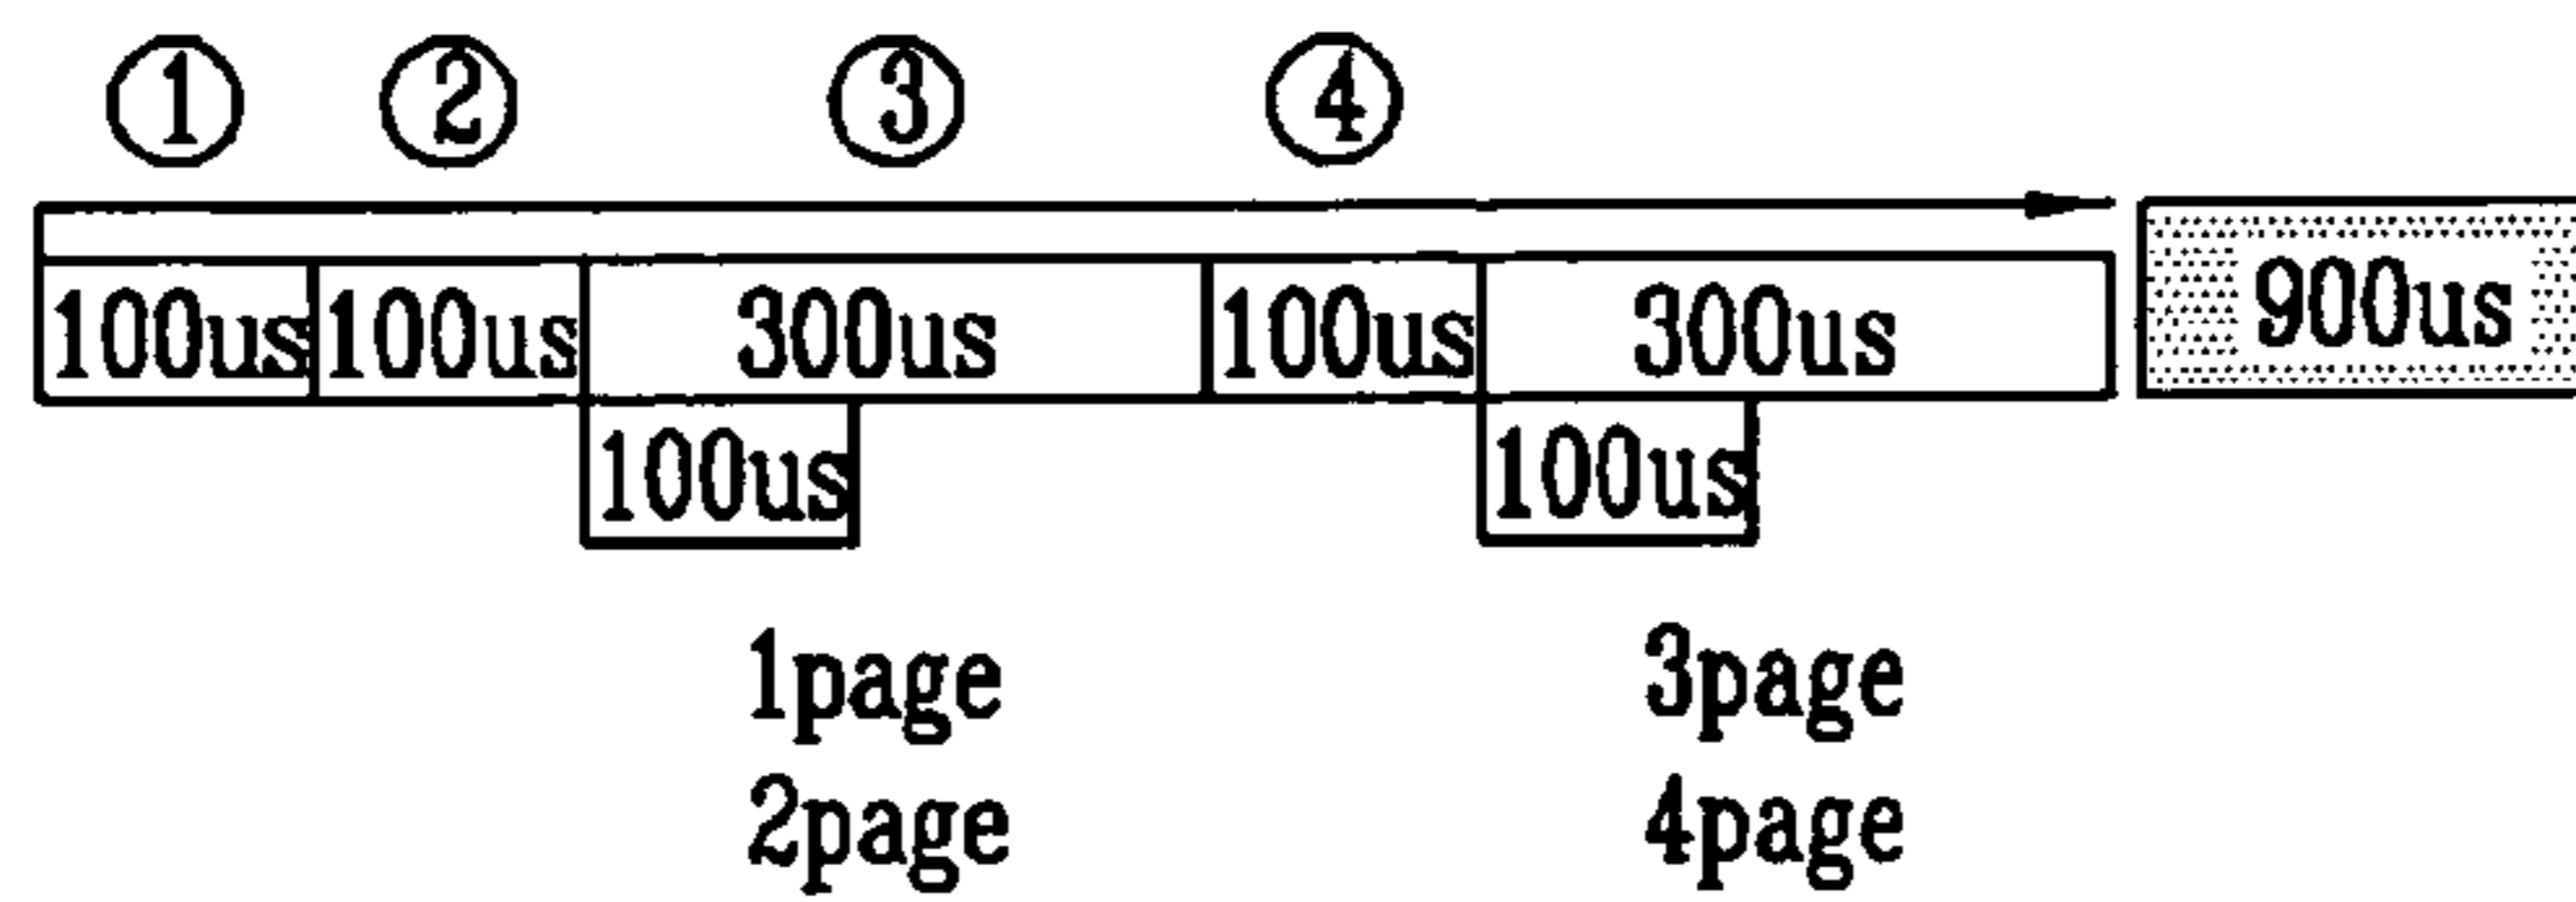 ① ② ③ ④
100us 100us 300us 100us 300us 900us
100us 100us
1page 3page
2page 4page